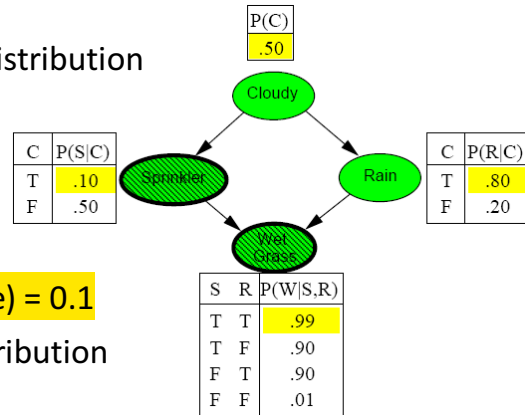 P(C)
.50
istribution
Cloudy
C P(S|C)
T .10
F .50
Sprinkler
Rain
C P(R|C)
T .80
F .20
Wet
Grass
e) = 0.1
ribution
S R P(W|S,R)
T T .99
T F .90
F T .90
F F .01